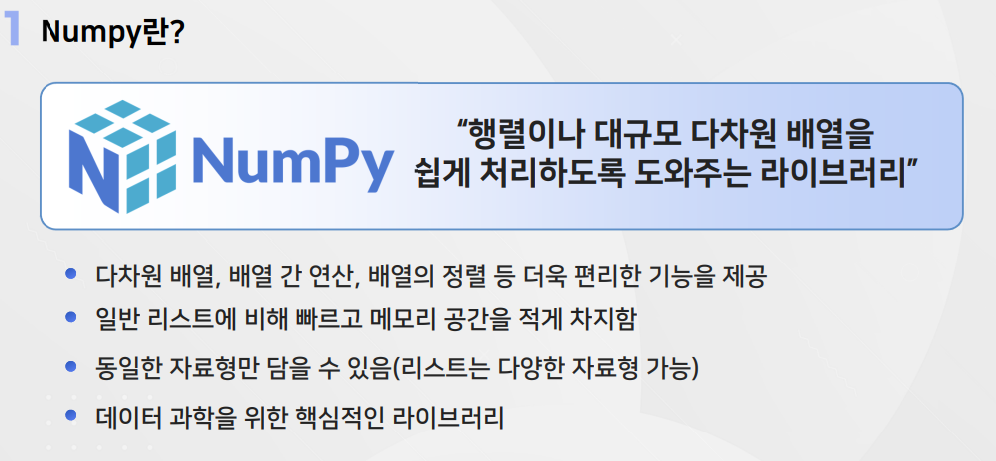 1 Numpy란?
NumPy
“행렬이나 대규모 다차원 배열을
쉽게 처리하도록 도와주는 라이브러리”
다차원 배열, 배열 간 연산, 배열의 정렬 등 더욱 편리한 기능을 제공
일반 리스트에 비해 빠르고 메모리 공간을 적게 차지함
동일한 자료형만 담을 수 있음(리스트는 다양한 자료형 가능)
데이터 과학을 위한 핵심적인 라이브러리